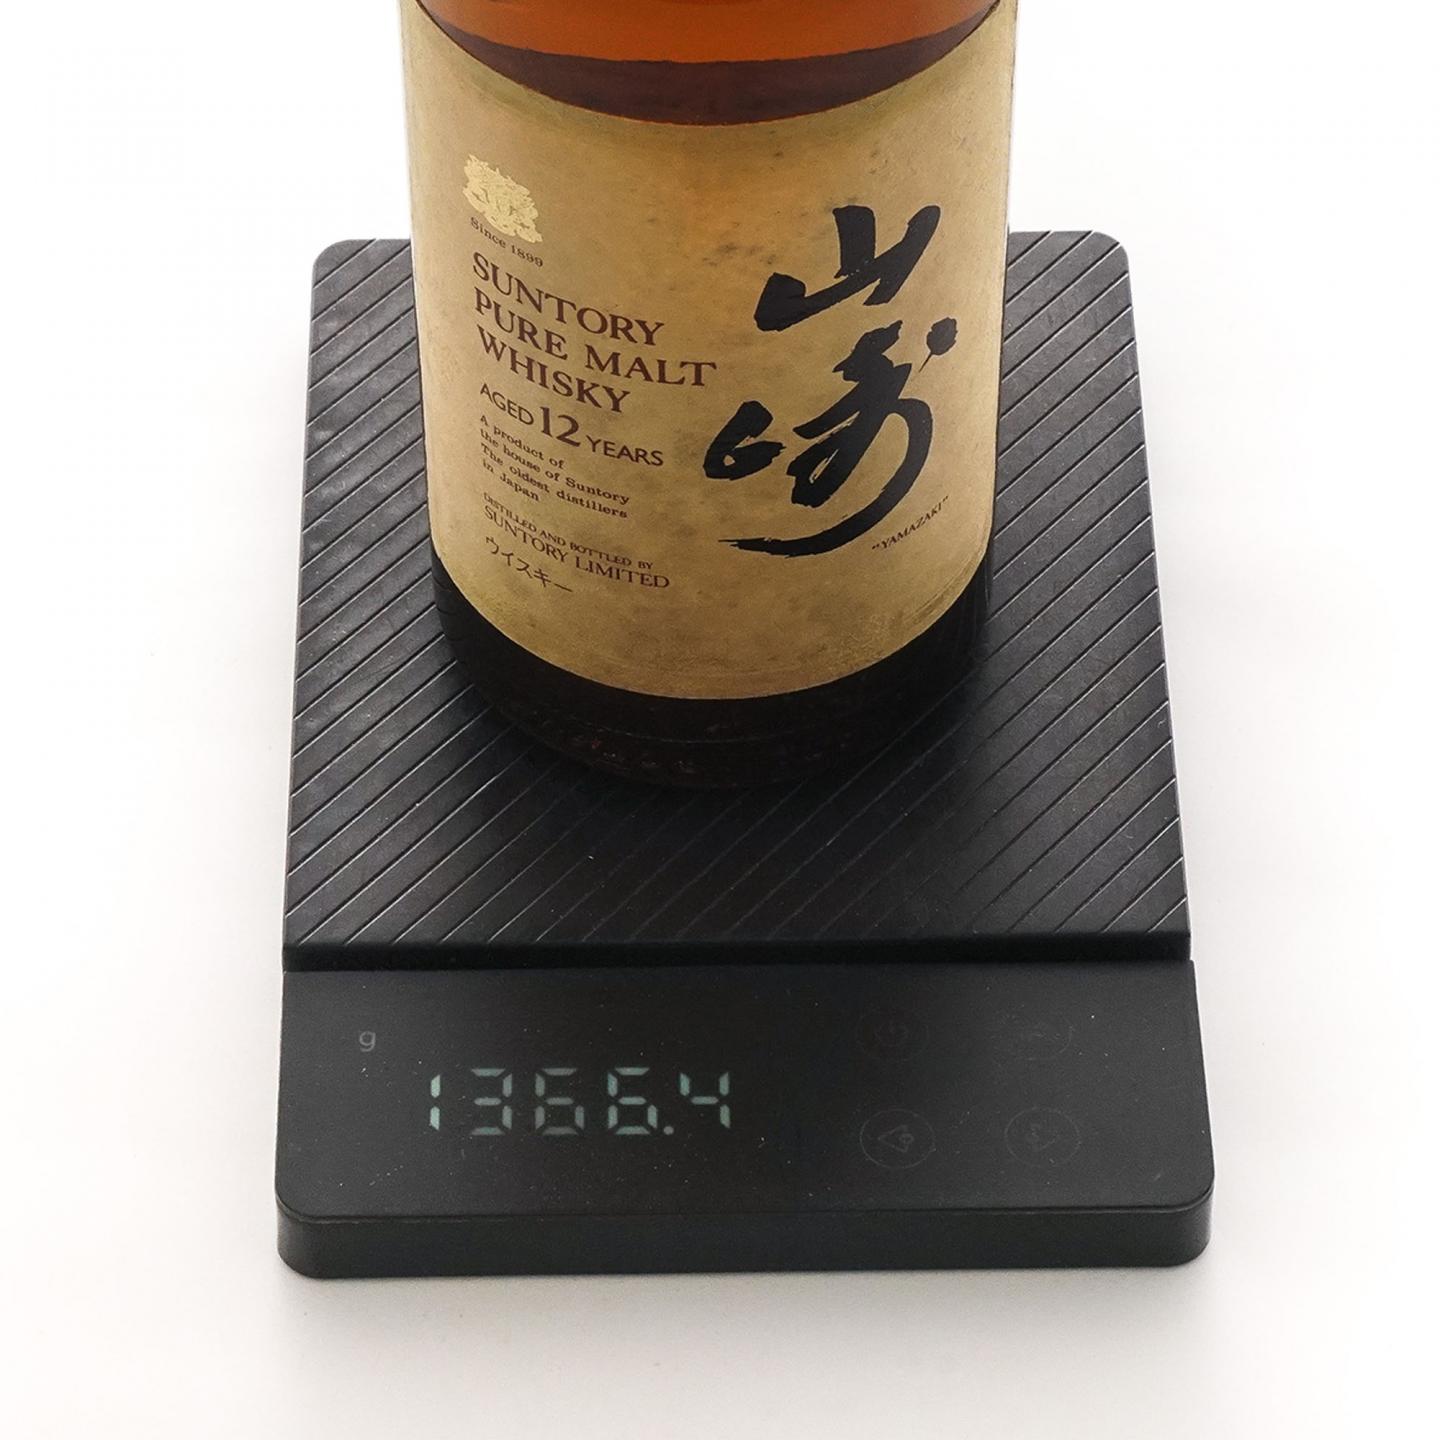 Since 1899
SUNTORY
PURE MALT
WHISKY
AGED 12 YEARS
A product of
the house of Suntory
The oldest distillers
in Japan
DISTILLED AND BOTTLED BY
SUNTORY LIMITED
ウイスキー
山崎
"YAMAZAKI"
g
1366.4